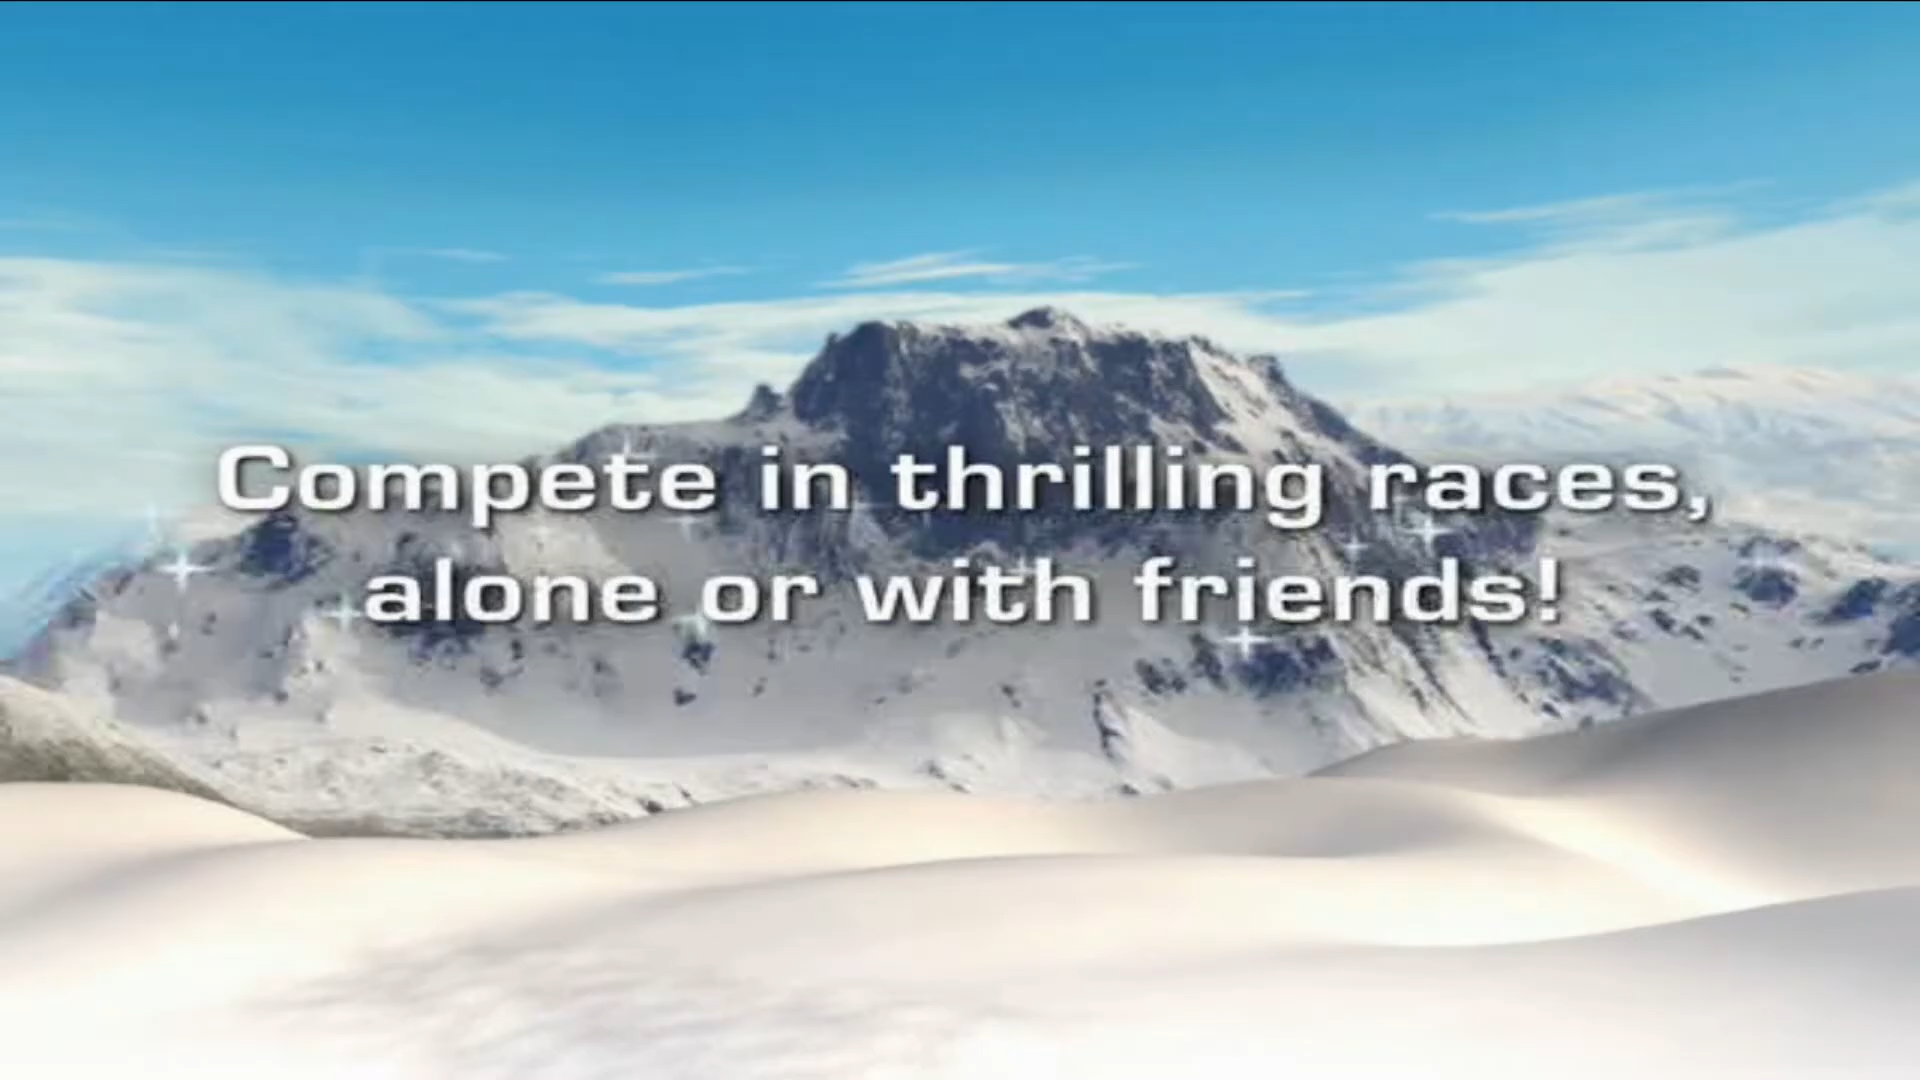 Compete in thrilling races,
alone or with friends!